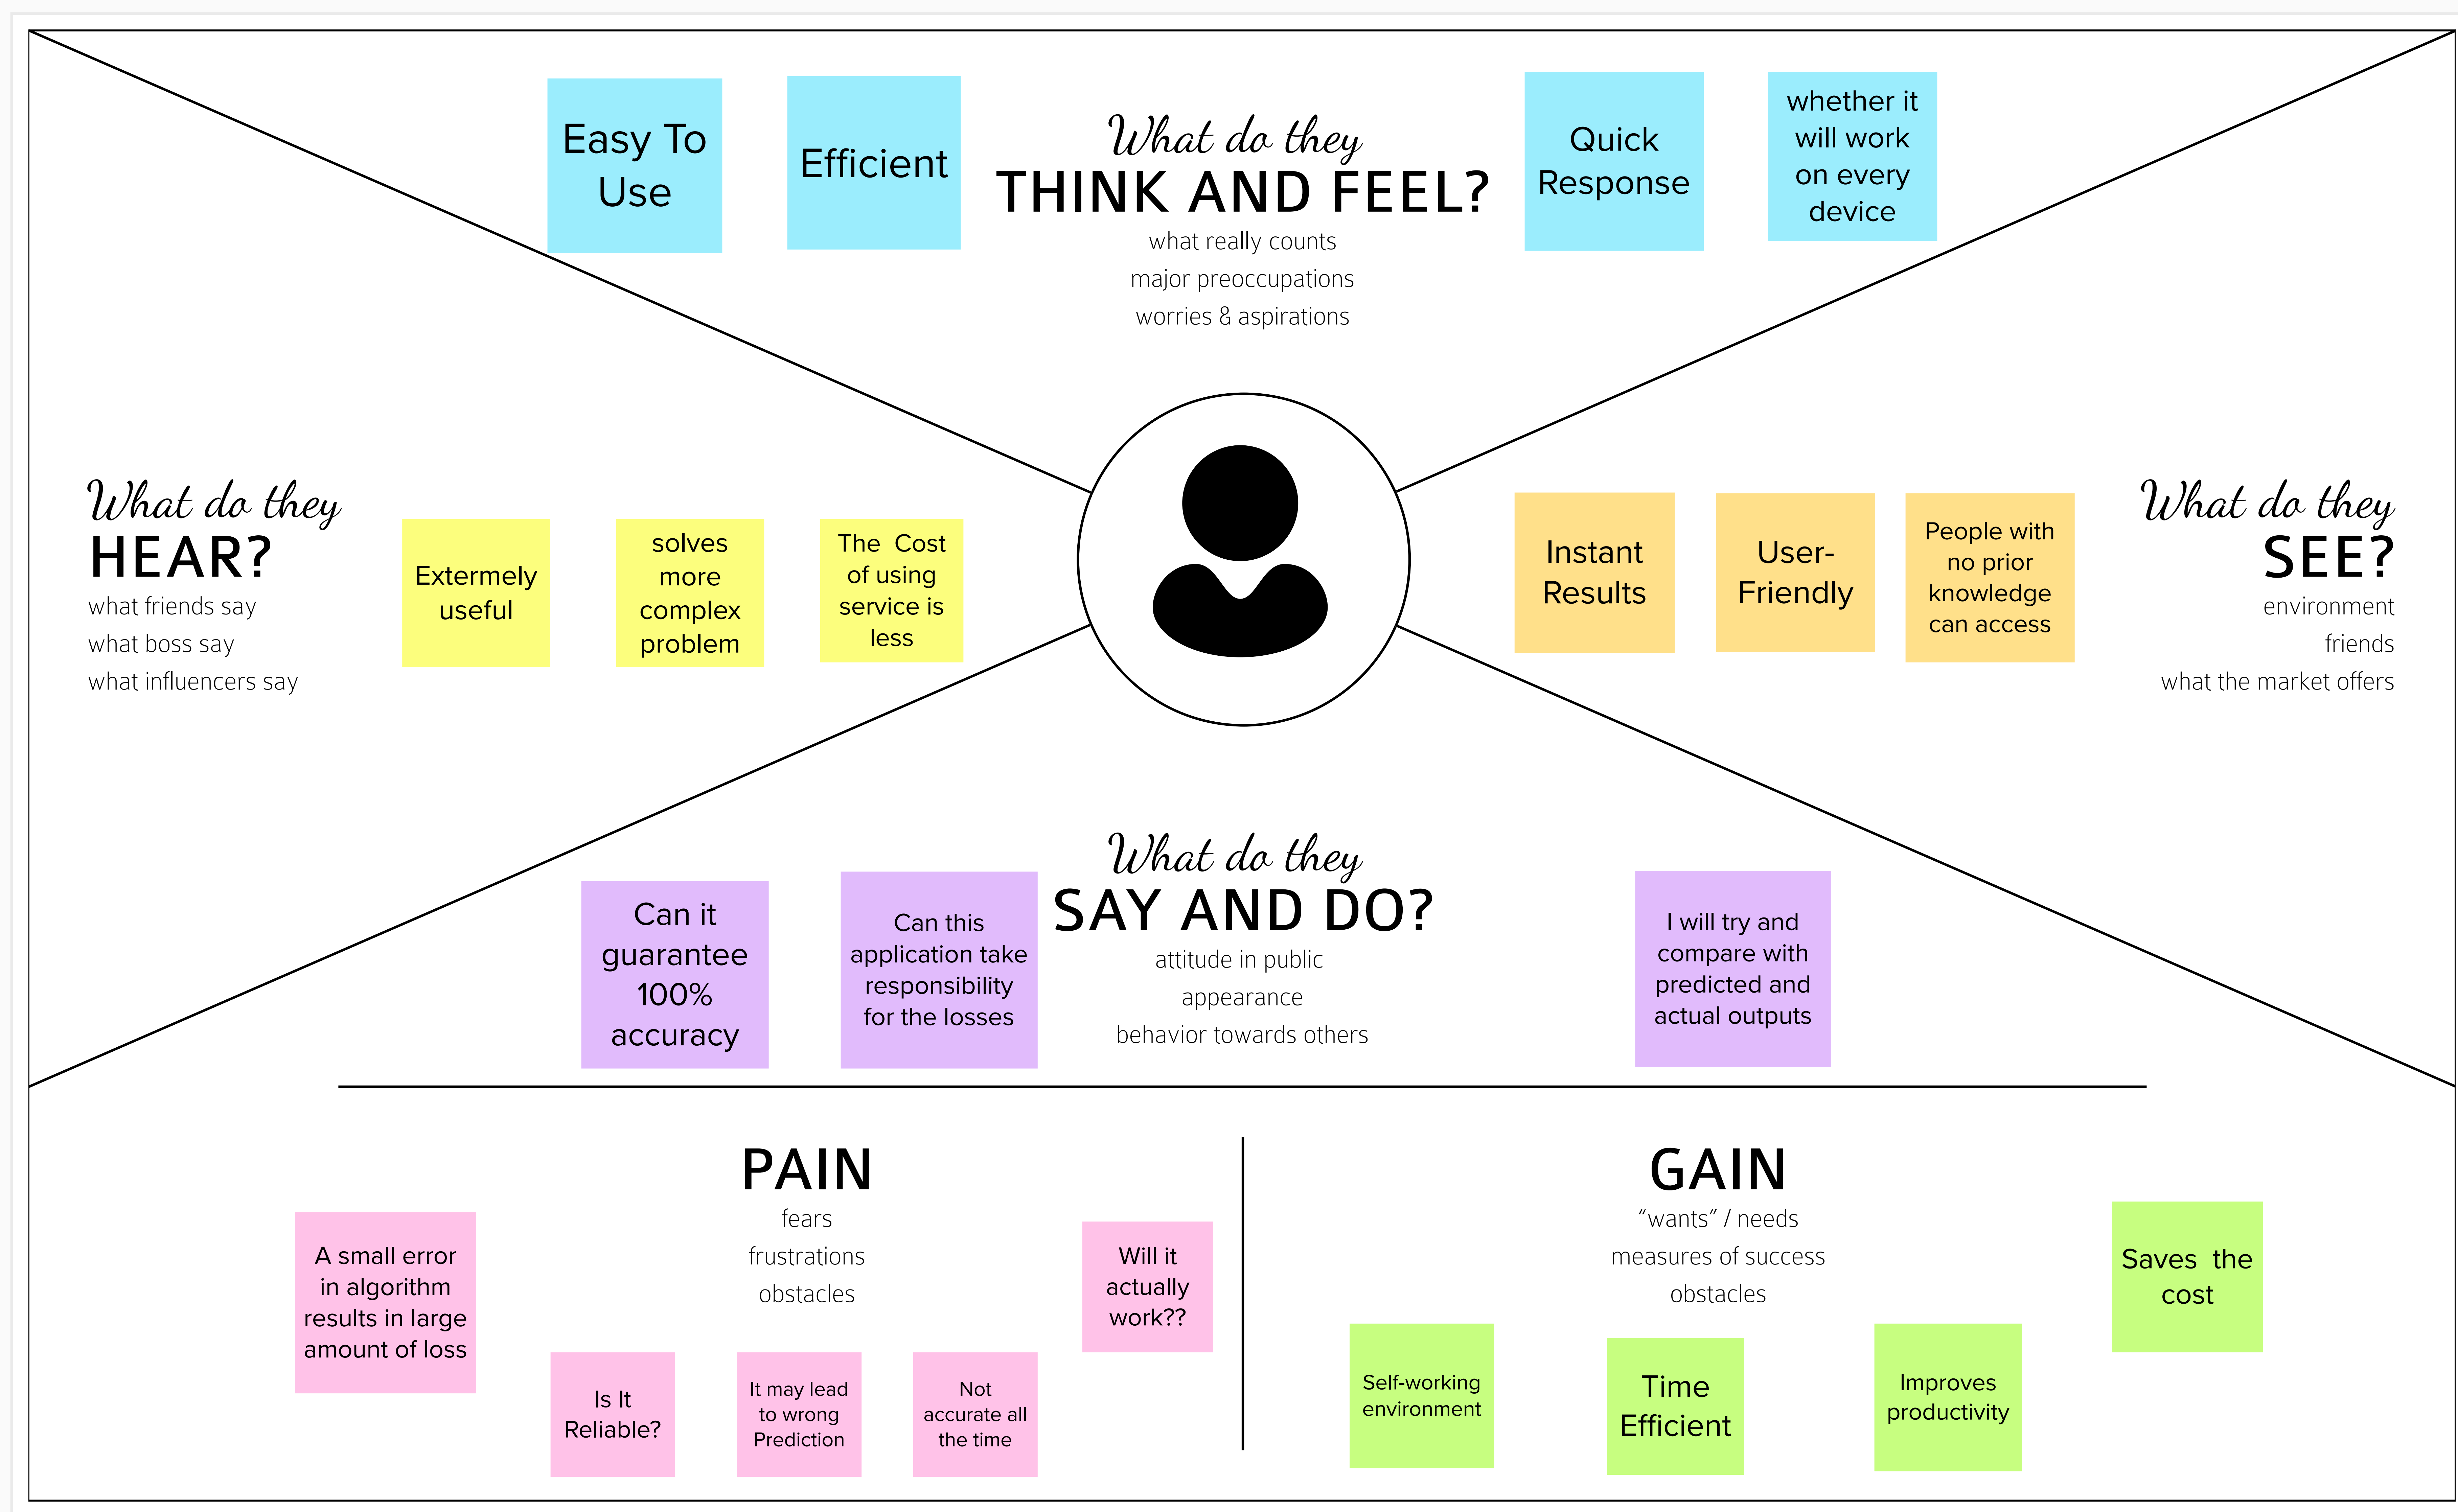 Easy To
Use
Efficient
What do they
THINK AND FEEL?
what really counts
major preoccupations
worries & aspirations
Quick
Response
whether it
will work
on every
device
What do they
HEAR?
what friends say
what boss say
what influencers say
Extermely
useful
solves
more
complex
problem
The  Cost
of using
service is
less
Instant
Results
User-
Friendly
People with
no prior
knowledge
can access
What do they
SEE?
environment
friends
what the market offers
Can it
guarantee
100%
accuracy
Can this
application take
responsibility
for the losses
What do they
SAY AND DO?
attitude in public
appearance
behavior towards others
I will try and
compare with
predicted and
actual outputs
PAIN
fears
frustrations
obstacles
A small error
in algorithm
results in large
amount of loss
Is It
Reliable?
It may lead
to wrong
Prediction
Not
accurate all
the time
Will it
actually
work??
GAIN
“wants” / needs
measures of success
obstacles
Self-working
environment
Time
Efficient
Improves
productivity
Saves  the
cost